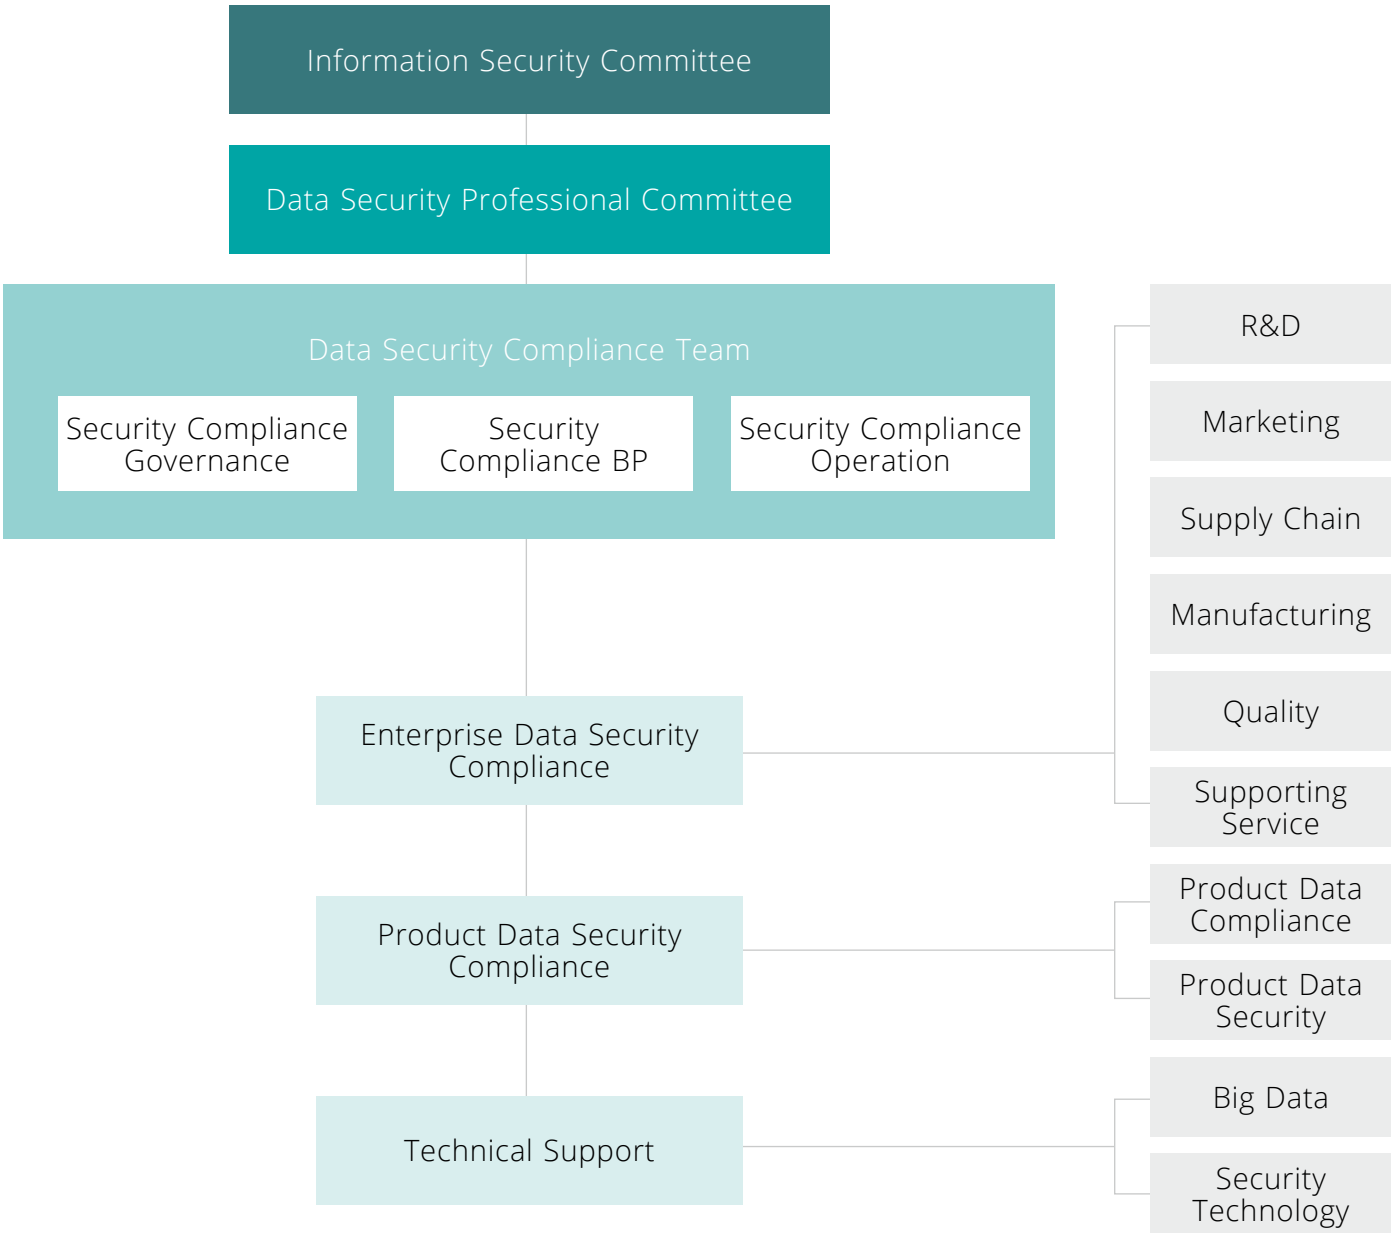 Information Security Committee
Data Security Professional Committee
Data Security Compliance Team
Security Compliance
Governance
Security
Compliance BP
Security Compliance
Operation
Enterprise Data Security
Compliance
R&D
Marketing
Supply Chain
Manufacturing
Quality
Supporting
Service
Product Data Security
Compliance
Product Data
Compliance
Product Data
Security
Technical Support
Big Data
Security
Technology